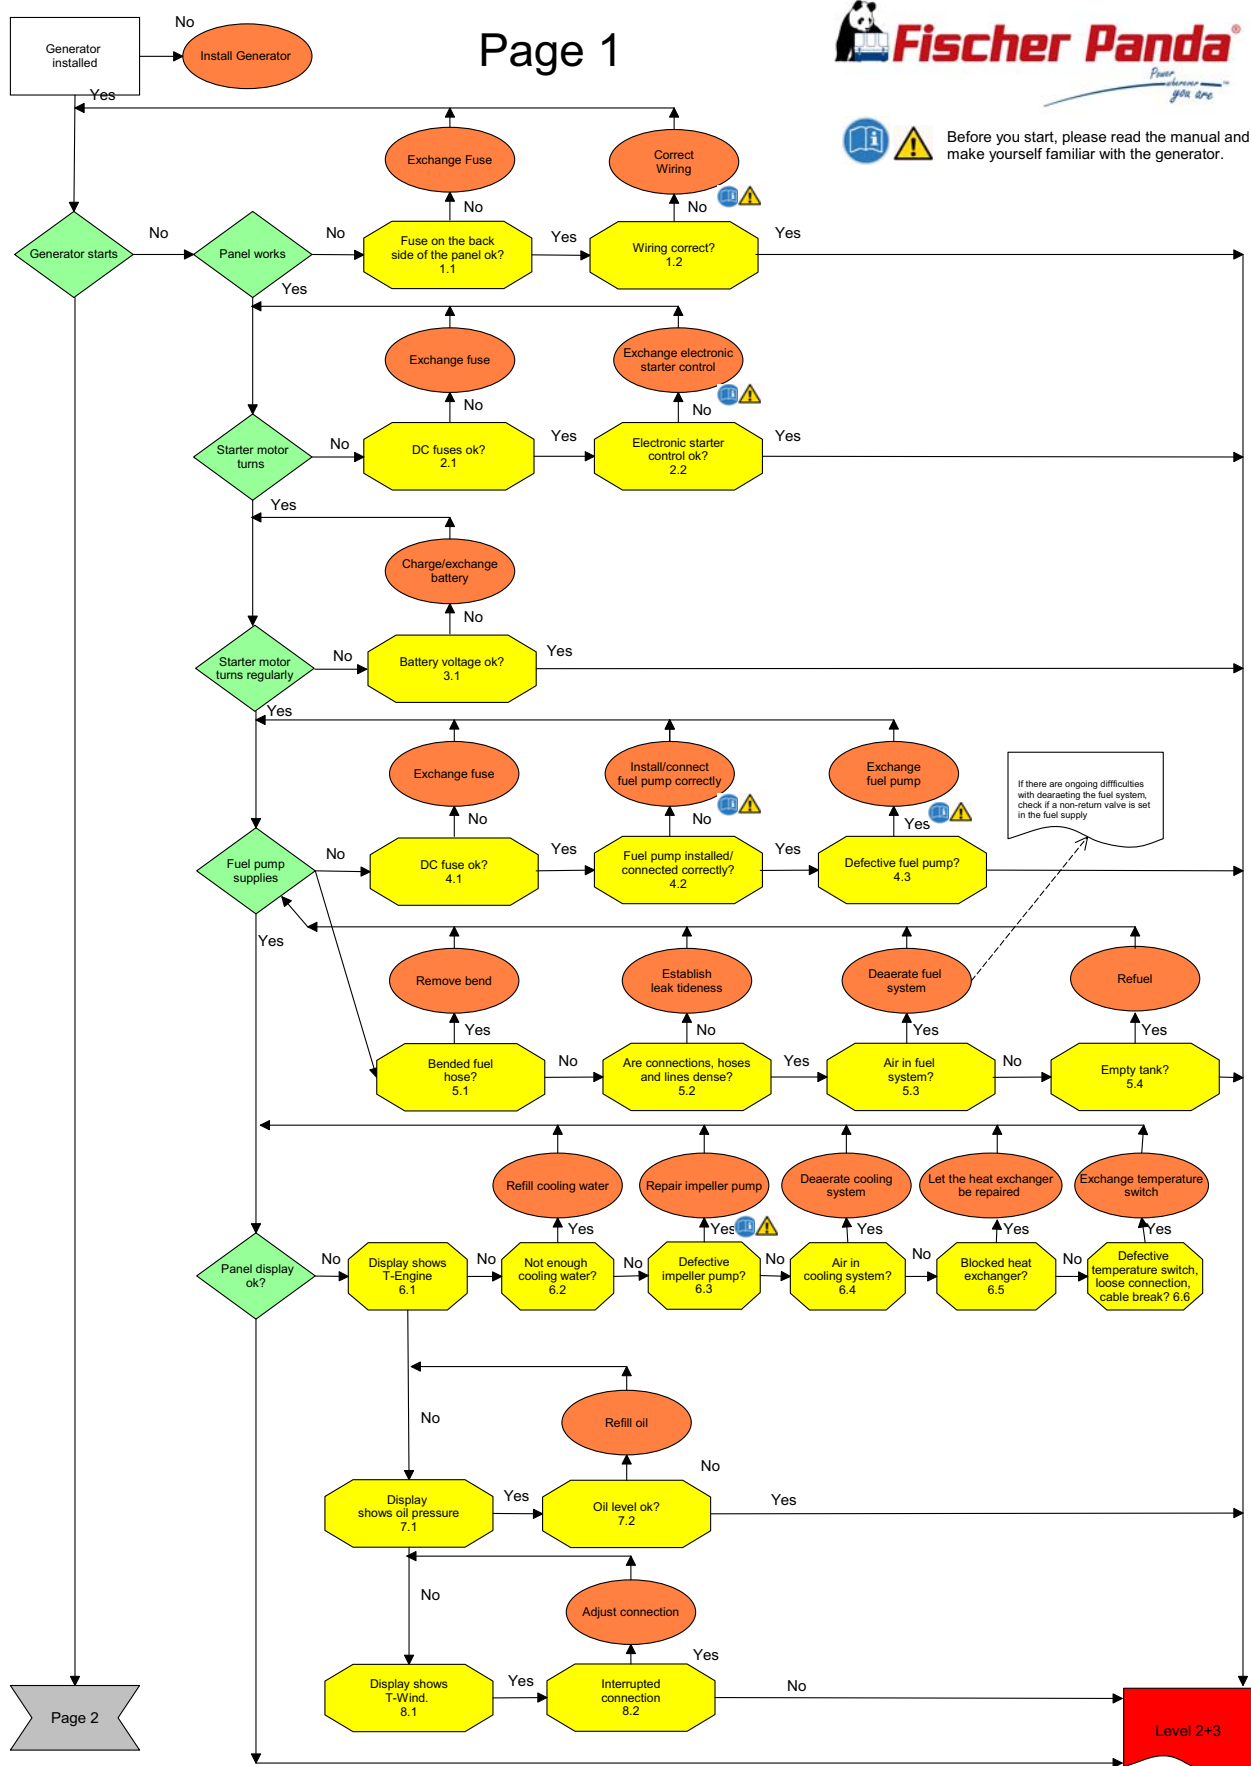 No
Generator
installed
Install Generator
Page 1
Fischer Panda®
Power
wherever
you are
™
Before you start, please read the manual and
make yourself familiar with the generator.
Yes
Exchange Fuse
Correct
Wiring
No
No
Generator starts
No
Panel works
No
Fuse on the back
side of the panel ok?
1.1
Yes
Wiring correct?
1.2
Yes
Yes
Exchange fuse
Exchange electronic
starter control
No
No
Starter motor
turns
No
DC fuses ok?
2.1
Yes
Electronic starter
control ok?
2.2
Yes
Yes
Charge/exchange
battery
No
Starter motor
turns regularly
No
Battery voltage ok?
3.1
Yes
Yes
Exchange fuse
Install/connect
fuel pump correctly
Exchange
fuel pump
If there are ongoing diffficulties
with dearaeting the fuel system,
check if a non-return valve is set
in the fuel supply
No
No
Yes
Fuel pump
supplies
No
DC fuse ok?
4.1
Yes
Fuel pump installed/
connected correctly?
4.2
Yes
Defective fuel pump?
4.3
Yes
Remove bend
Establish
leak tideness
Deaerate fuel
system
Refuel
Yes
No
Yes
Yes
Bended fuel
hose?
5.1
No
Are connections, hoses
and lines dense?
5.2
Yes
Air in fuel
system?
5.3
No
Empty tank?
5.4
Refill cooling water
Repair impeller pump
Deaerate cooling
system
Let the heat exchanger
be repaired
Exchange temperature
switch
Yes
Yes
Yes
Yes
Yes
Panel display
ok?
No
Display shows
T-Engine
6.1
No
Not enough
cooling water?
6.2
No
Defective
impeller pump?
6.3
No
Air in
cooling system?
6.4
No
Blocked heat
exchanger?
6.5
No
Defective
temperature switch,
loose connection,
cable break? 6.6
No
Refill oil
No
Display
shows oil pressure
7.1
Yes
Oil level ok?
7.2
Yes
No
Adjust connection
Yes
Display shows
T-Wind.
8.1
Yes
Interrupted
connection
8.2
No
Page 2
Level 2+3